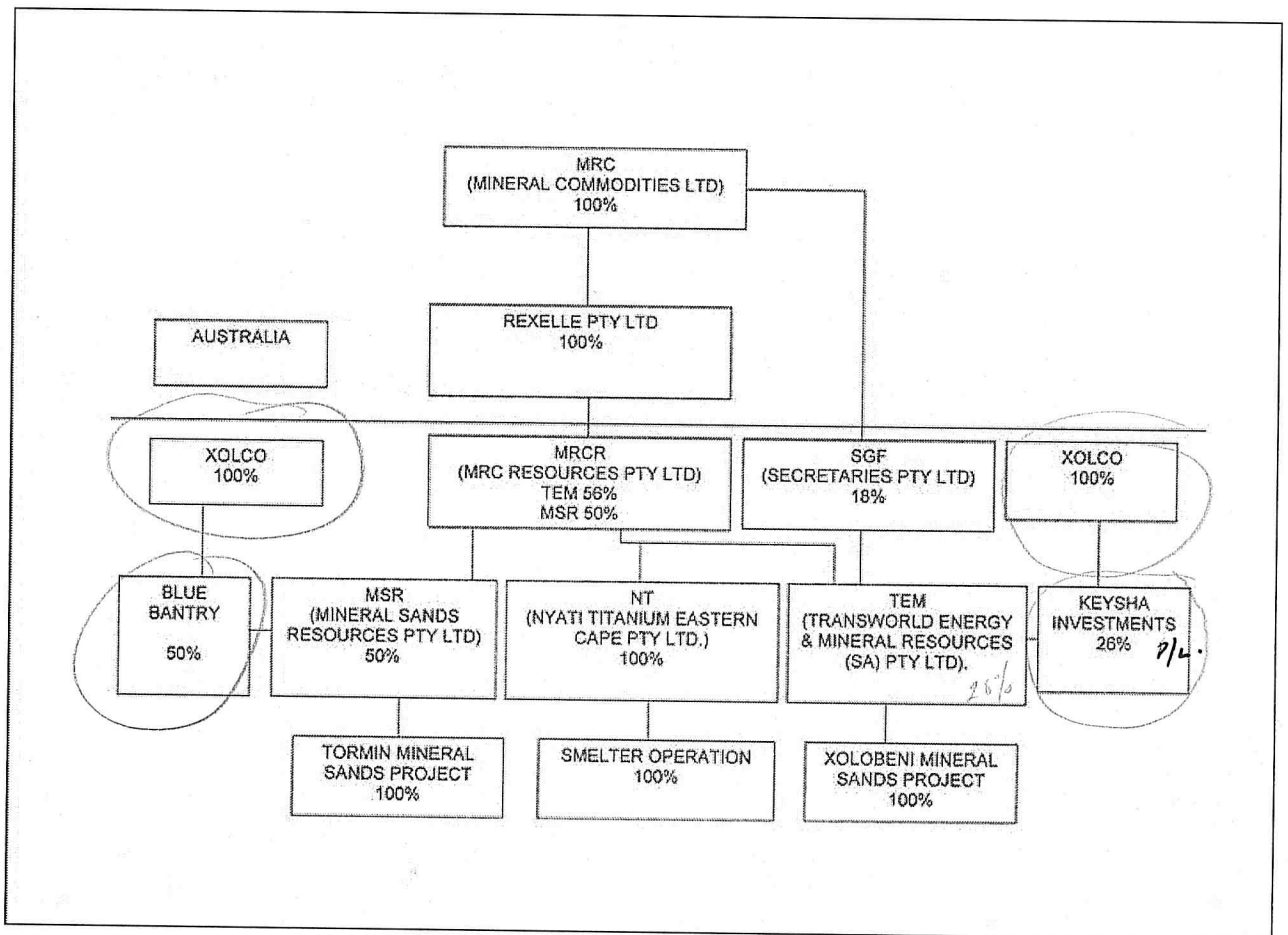 MRC
(MINERAL COMMODITIES LTD)
100%
REXELLE PTY LTD
100%
AUSTRALIA
XOLCO
100%
MRCR
(MRC RESOURCES PTY LTD)
TEM 56%
MSR 50%
SGF
(SECRETARIES PTY LTD)
18%
XOLCO
100%
BLUE
BANTRY
50%
MSR
(MINERAL SANDS
RESOURCES PTY LTD)
50%
NT
(NYATI TITANIUM EASTERN
CAPE PTY LTD.)
100%
TEM
(TRANSWORLD ENERGY
& MINERAL RESOURCES
(SA) PTY LTD).
KEYSHA
INVESTMENTS
26% P/L.
TORMIN MINERAL
SANDS PROJECT
100%
SMELTER OPERATION
100%
XOLOBENI MINERAL
SANDS PROJECT
100%